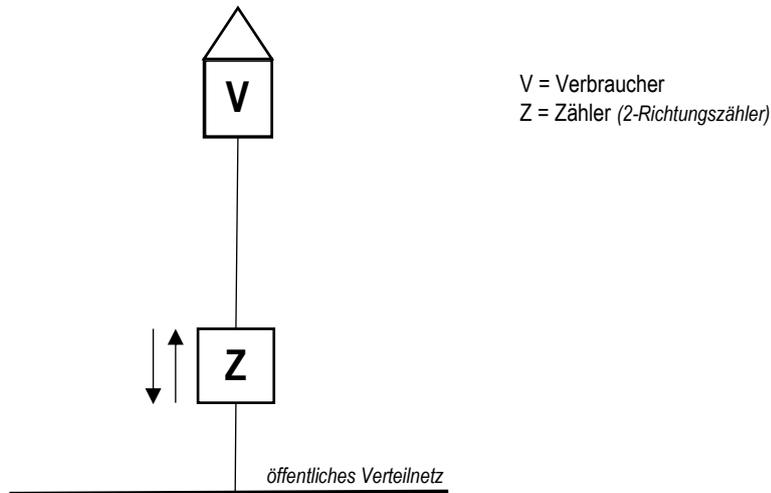 V
V = Verbraucher
Z = Zähler (2-Richtungszähler)
Z
öffentliches Verteilnetz